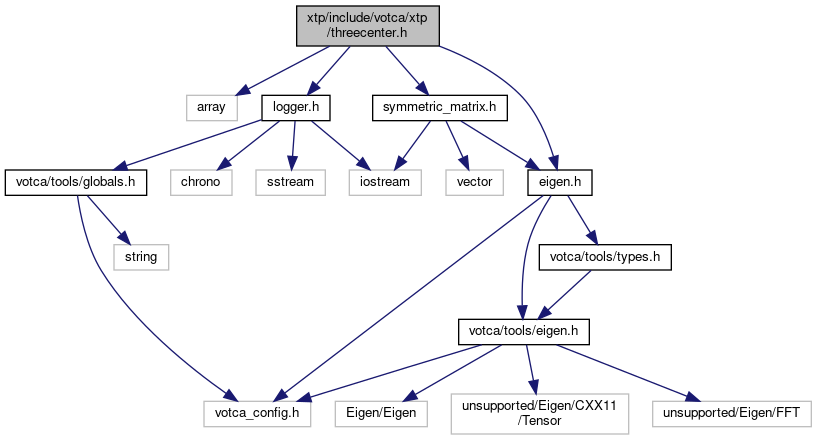 xtp/include/votca/xtp
/threecenter.h
array
logger.h
symmetric_matrix.h
votca/tools/globals.h
chrono
sstream
iostream
vector
eigen.h
string
votca/tools/types.h
votca/tools/eigen.h
votca_config.h
Eigen/Eigen
unsupported/Eigen/CXX11
/Tensor
unsupported/Eigen/FFT